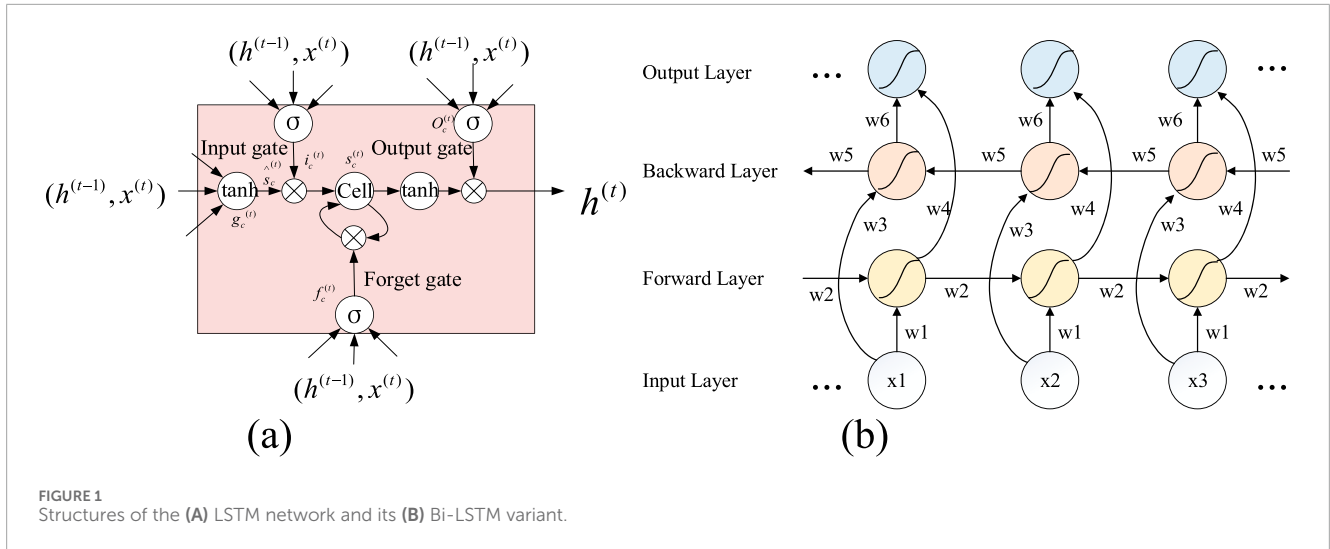 (h^(t−1), x^(t))
(h^(t−1), x^(t))
σ
O_c^(t)
σ
Input gate
i_c^(t)
s_c^(t)
Output gate
(h^(t−1), x^(t))
tanh
ŝ_c^(t)
Cell
tanh
h^(t)
g_c^(t)
Forget gate
f_c^(t)
σ
(h^(t−1), x^(t))
(a)
Output Layer
...
...
w6
w6
w6
Backward Layer
w5
w5
w5
w5
w3
w4
w3
w4
w3
w4
Forward Layer
w2
w2
w2
w2
w1
w1
w1
Input Layer
...
x1
x2
x3
...
(b)
FIGURE 1
Structures of the (A) LSTM network and its (B) Bi-LSTM variant.